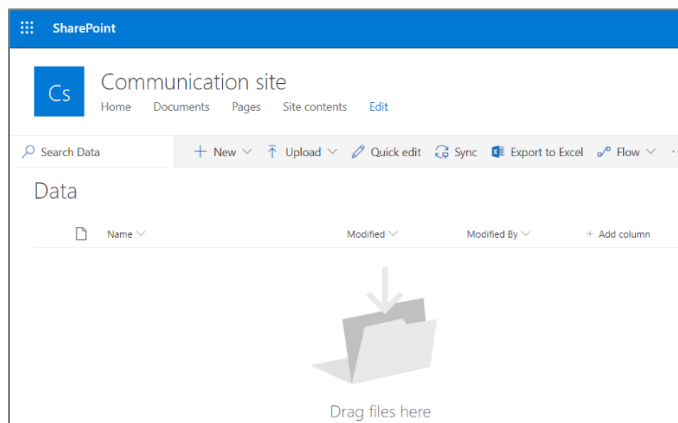 SharePoint
Cs
Communication site
Home Documents Pages Site contents Edit
Search Data + New Upload Quick edit Sync Export to Excel Flow ...
Data
Name Modified Modified By + Add column
Drag files here